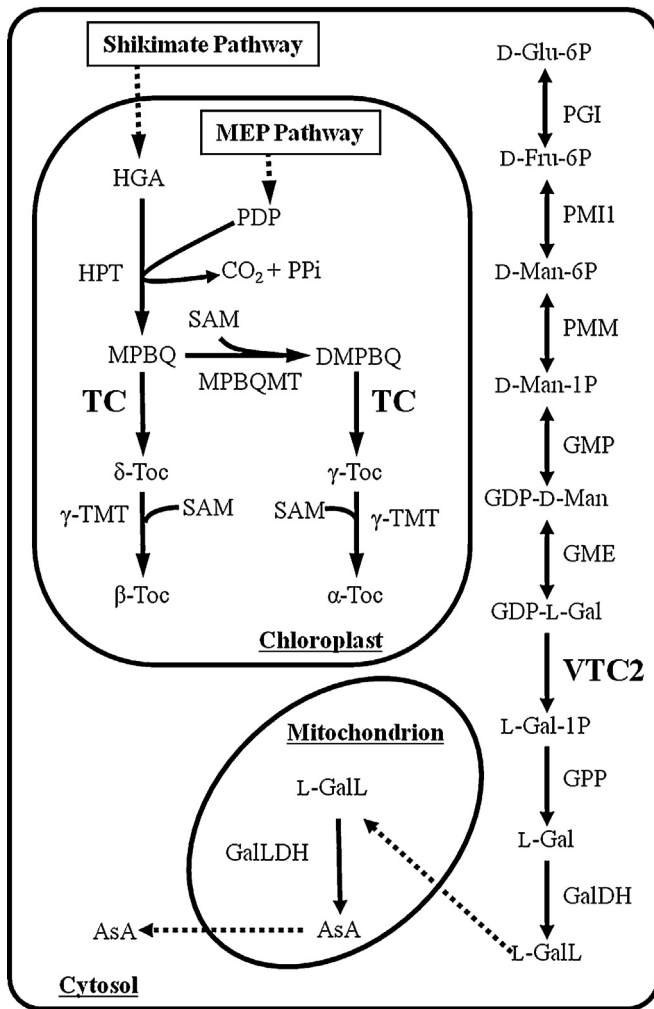 Shikimate Pathway
MEP Pathway
HGA
PDP
HPT
CO₂ + PPi
SAM
MPBQ
DMPBQ
MPBQMT
TC
TC
δ-Toc
γ-Toc
γ-TMT
SAM
SAM
γ-TMT
β-Toc
α-Toc
Chloroplast
D-Glu-6P
PGI
D-Fru-6P
PMI1
D-Man-6P
PMM
D-Man-1P
GMP
GDP-D-Man
GME
GDP-L-Gal
VTC2
L-Gal-1P
GPP
L-Gal
GalDH
L-GalL
Mitochondrion
L-GalL
GalLDH
AsA
AsA
Cytosol